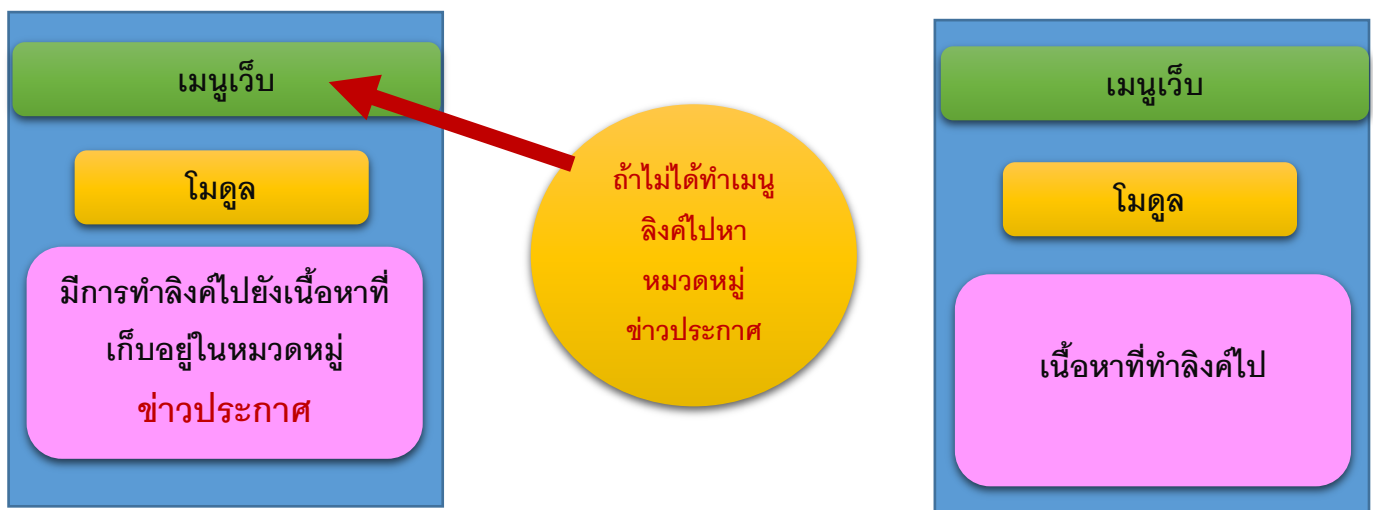 เมนูเว็บ
โมดูล
มีการทำลิงค์ไปยังเนื้อหาที่
เก็บอยู่ในหมวดหมู่
ข่าวประกาศ
ถ้าไม่ได้ทำเมนู
ลิงค์ไปหา
หมวดหมู่
ข่าวประกาศ
เมนูเว็บ
โมดูล
เนื้อหาที่ทำลิงค์ไป